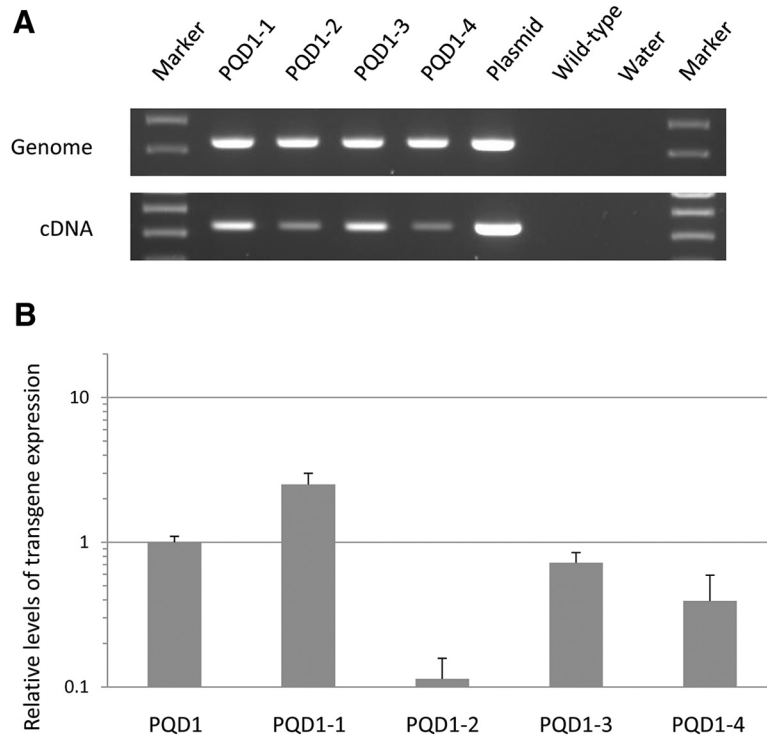 A
Marker PQD1-1 PQD1-2 PQD1-3 PQD1-4 Plasmid Wild-type Water Marker
Genome
cDNA
B
Relative levels of transgene expression
10
1
0.1
PQD1 PQD1-1 PQD1-2 PQD1-3 PQD1-4